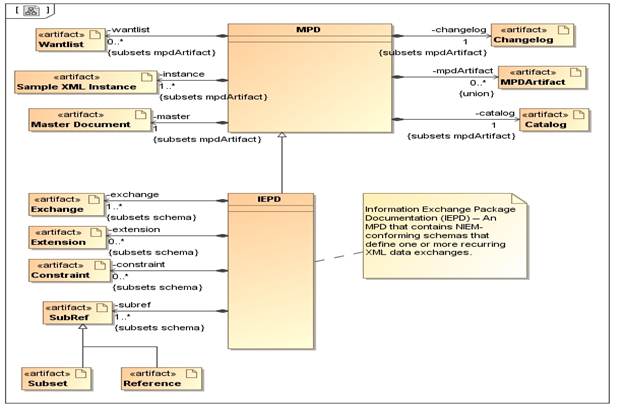 [ ]
MPD
«artifact»
Wantlist
-wantlist
0..*
{subsets mpdArtifact}
-changelog
1
{subsets mpdArtifact}
«artifact»
Changelog
«artifact»
Sample XML Instance
-instance
1..*
{subsets mpdArtifact}
-mpdArtifact
0..*
{union}
«artifact»
MPDArtifact
«artifact»
Master Document
-master
1
{subsets mpdArtifact}
-catalog
1
{subsets mpdArtifact}
«artifact»
Catalog
IEPD
«artifact»
Exchange
-exchange
1..*
{subsets schema}
«artifact»
Extension
-extension
0..*
{subsets schema}
«artifact»
Constraint
-constraint
0..*
{subsets schema}
«artifact»
SubRef
-subref
1..*
{subsets schema}
Information Exchange Package
Documentation (IEPD) -- An
MPD that contains NIEM-
conforming schemas that
define one or more recurring
XML data exchanges.
«artifact»
Subset
«artifact»
Reference